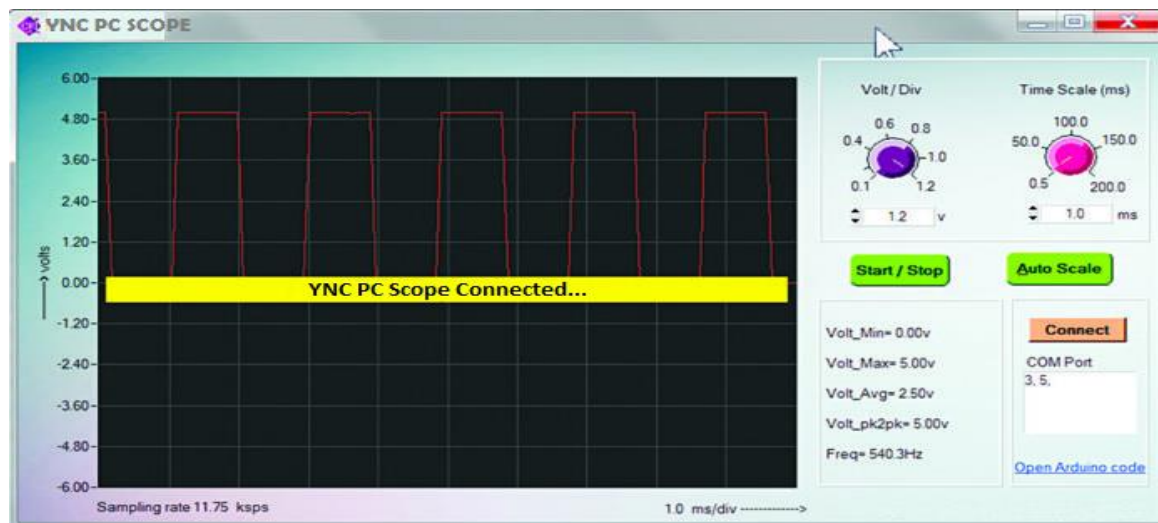 YNC PC SCOPE
6.00
4.80
3.60
2.40
1.20
0.00
-1.20
-2.40
-3.60
-4.80
-6.00
volts
YNC PC Scope Connected...
Sampling rate 11.75 ksps
1.0 ms/div ------------->
Volt / Div
0.6 0.8
0.4
1.0
0.1 1.2
1.2 v
Time Scale (ms)
100.0
50.0 150.0
0.5 200.0
1.0 ms
Start / Stop
Auto Scale
Volt_Min= 0.00v
Volt_Max= 5.00v
Volt_Avg= 2.50v
Volt_pk2pk= 5.00v
Freq= 540.3Hz
Connect
COM Port
3, 5,
Open Arduino code